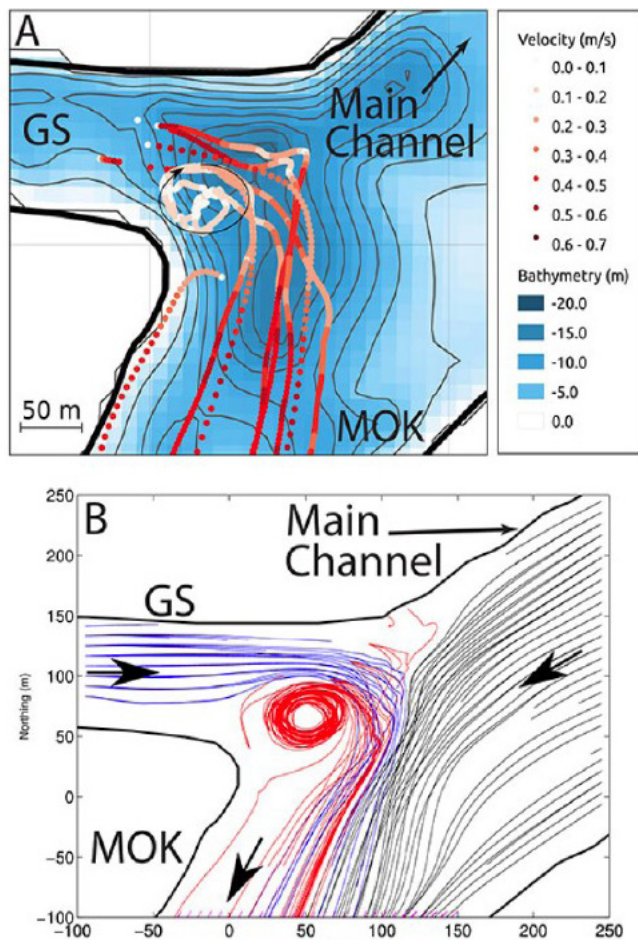 A
GS
Main
Channel
50 m
MOK
Velocity (m/s)
0.0 - 0.1
0.1 - 0.2
0.2 - 0.3
0.3 - 0.4
0.4 - 0.5
0.5 - 0.6
0.6 - 0.7
Bathymetry (m)
-20.0
-15.0
-10.0
-5.0
0.0
B
Main
Channel
GS
MOK
Northing (m)
250
200
150
100
50
0
−50
−100
−100 −50 0 50 100 150 200 250